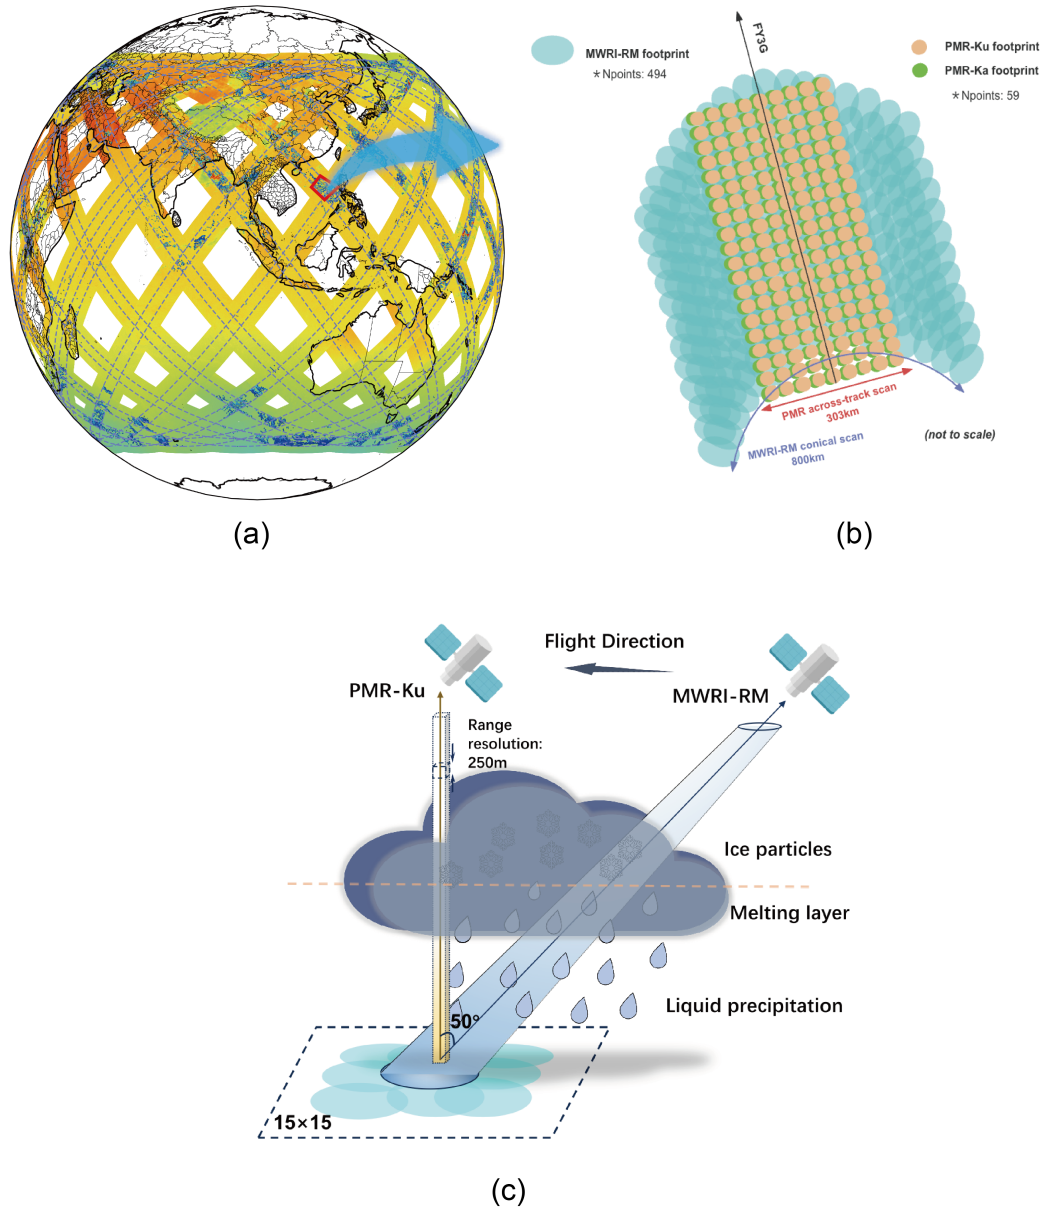 FY3G
MWRI-RM footprint
*Npoints: 494
PMR-Ku footprint
PMR-Ka footprint
*Npoints: 59
PMR across-track scan
303km
MWRI-RM conical scan
800km
(not to scale)
(a)
(b)
Flight Direction
PMR-Ku
MWRI-RM
Range
resolution:
250m
Ice particles
Melting layer
Liquid precipitation
50°
15×15
(c)